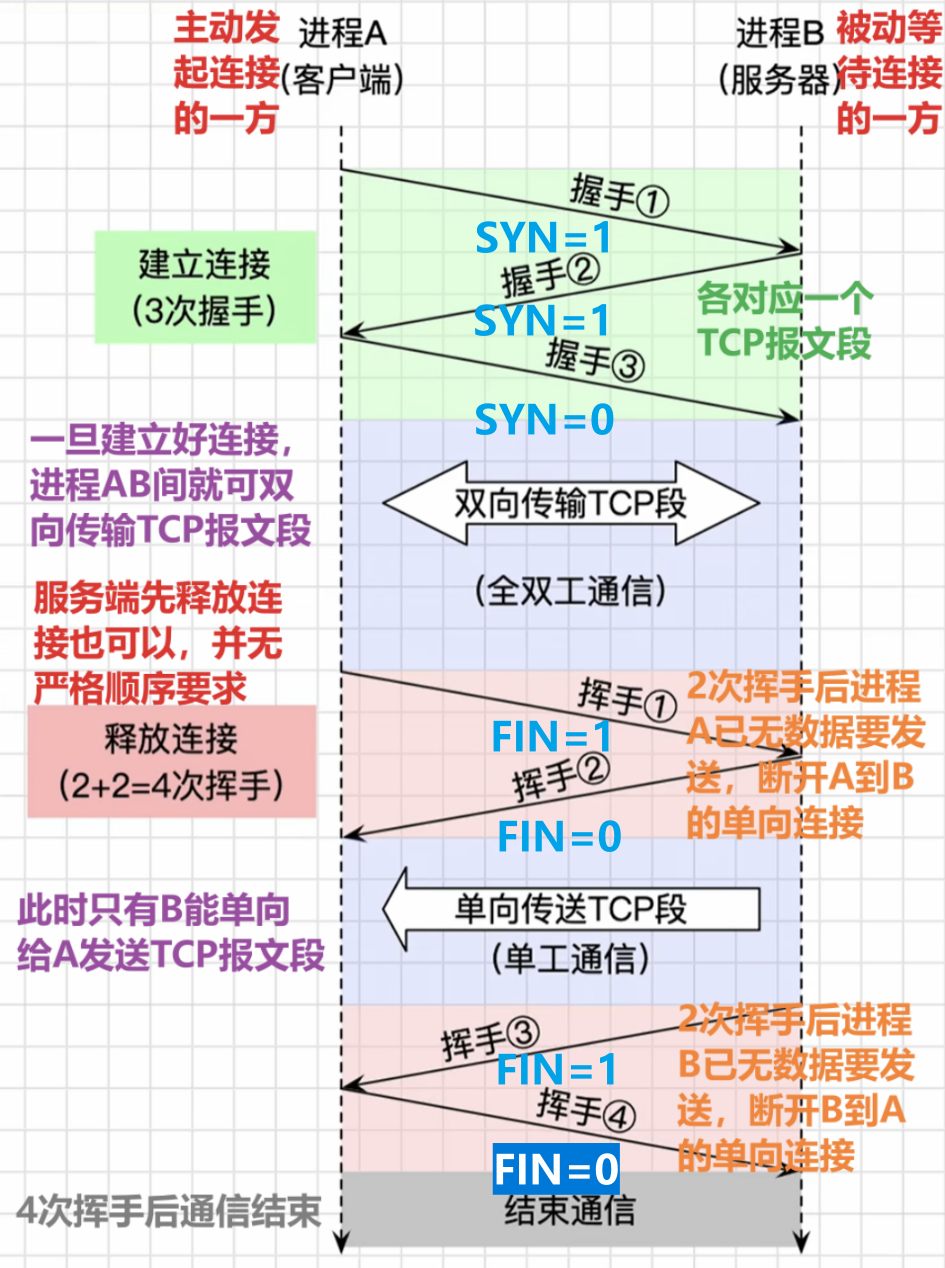 主动发
起连接
的一方
进程A
(客户端)
进程B
(服务器)
被动等
待连接
的一方
握手①
SYN=1
握手②
SYN=1
握手③
SYN=0
建立连接
(3次握手)
各对应一个
TCP报文段
一旦建立好连接，
进程AB间就可双
向传输TCP报文段
双向传输TCP段
(全双工通信)
服务端先释放连
接也可以，并无
严格顺序要求
释放连接
(2+2=4次挥手)
挥手①
FIN=1
挥手②
FIN=0
2次挥手后进程
A已无数据要发
送，断开A到B
的单向连接
此时只有B能单向
给A发送TCP报文段
单向传送TCP段
(单工通信)
挥手③
FIN=1
挥手④
FIN=0
2次挥手后进程
B已无数据要发
送，断开B到A
的单向连接
4次挥手后通信结束
结束通信